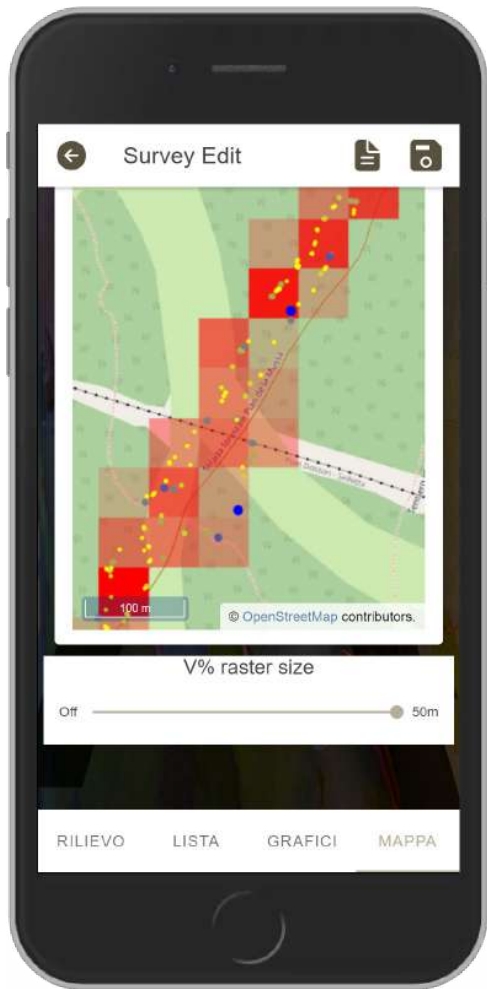 Survey Edit
100 m
© OpenStreetMap contributors.
V% raster size
Off
50m
RILIEVO
LISTA
GRAFICI
MAPPA